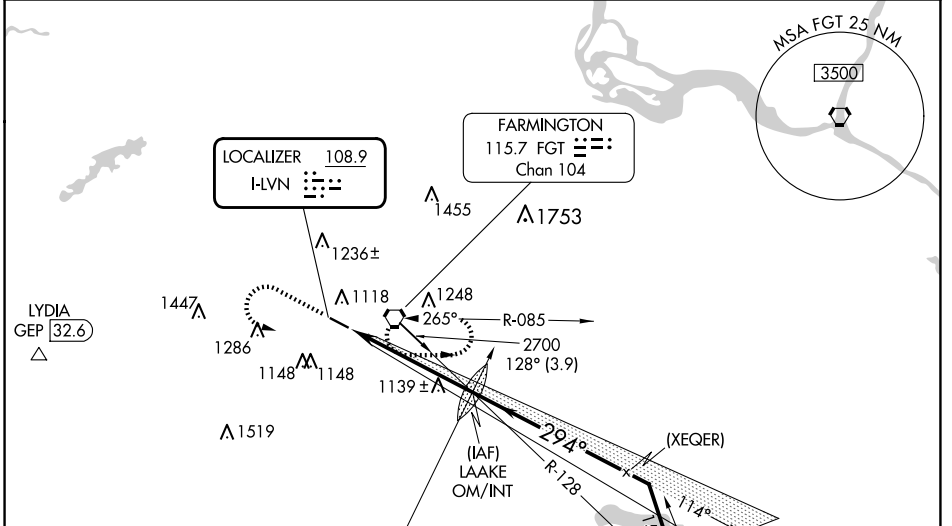 MSA FGT 25 NM
3500
FARMINGTON
115.7 FGT
Chan 104
LOCALIZER 108.9
I-LVN
1455
1753
1236±
1118
1248
1447
LYDIA
GEP 32.6
265°
R-085
2700
128° (3.9)
1286
1148
1148
1139±
1519
294°
(XEQER)
(IAF)
LAAKE
OM/INT
R-128
114°